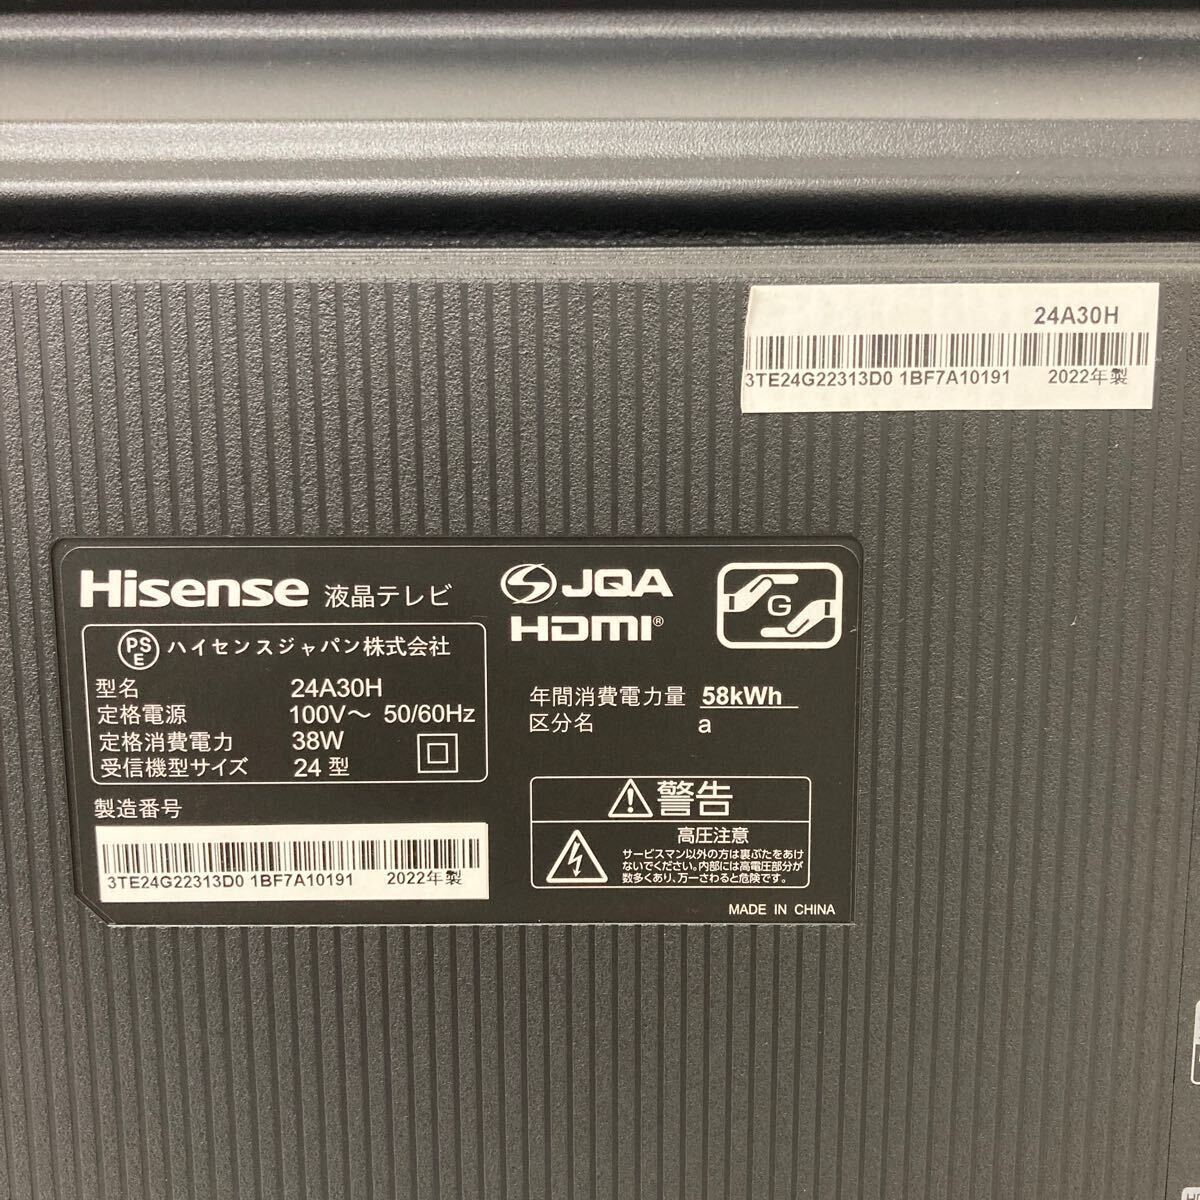 24A30H
3TE24G22313D0 1BF7A10191 2022年製
Hisense 液晶テレビ
PSE ハイセンスジャパン株式会社
型名 24A30H
定格電源 100V～ 50/60Hz
定格消費電力 38W
受信機型サイズ 24 型
製造番号
3TE24G22313D0 1BF7A10191 2022年製
JQA
HDMI®
G
年間消費電力量 58kWh
区分名 a
警告
高圧注意
サービスマン以外の方は裏ぶたをあけ
ないでください。内部には高電圧部分が
数多くあり、万一さわると危険です。
MADE IN CHINA